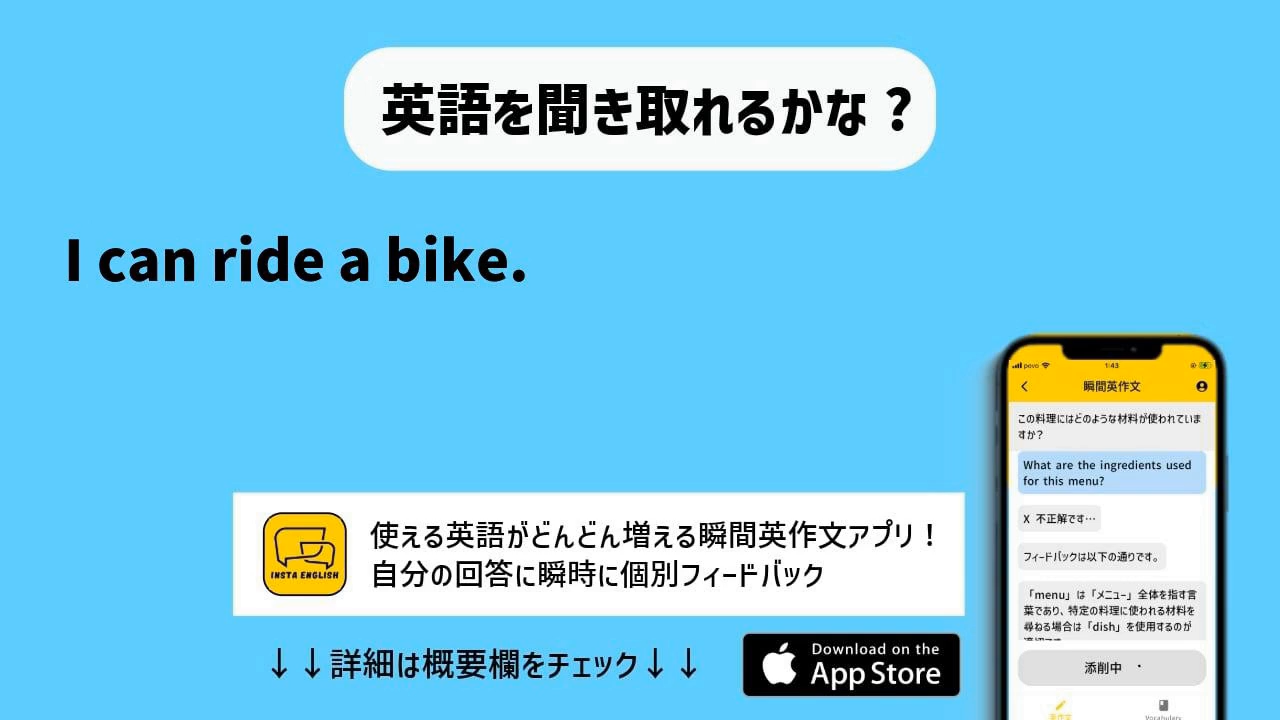 英語を聞き取れるかな？
I can ride a bike.
povo
1:43
瞬間英作文
この料理にはどのような材料が使われていま
すか？
What are the ingredients used
for this menu?
X 不正解です…
フィードバックは以下の通りです。
「menu」は「メニュー」全体を指す言
葉であり、特定の料理に使われる材料を
尋ねる場合は「dish」を使用するのが
添削中
英作文
Vocabulary
INSTA ENGLISH
使える英語がどんどん増える瞬間英作文アプリ！
自分の回答に瞬時に個別フィードバック
↓↓詳細は概要欄をチェック↓↓
Download on the
App Store